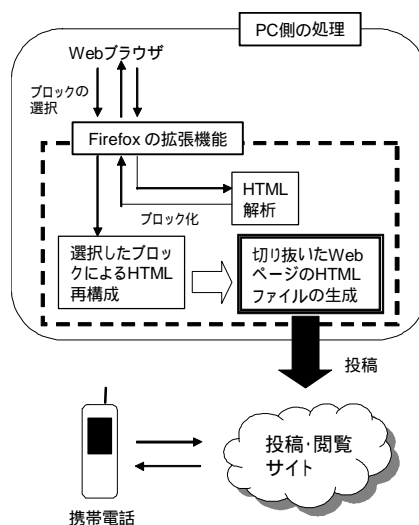 PC側の処理
Webブラウザ
ブロックの
選択
Firefox の拡張機能
HTML
解析
ブロック化
選択したブロッ
クによるHTML
再構成
切り抜いたWeb
ページのHTML
ファイルの生成
投稿
投稿・閲覧
サイト
携帯電話